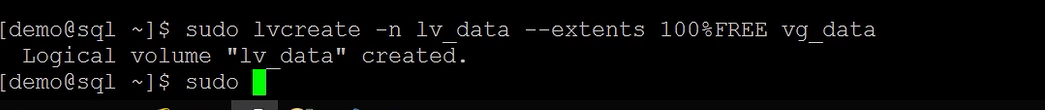 [demo@sql ~]$ sudo lvcreate -n lv_data --extents 100%FREE vg_data
  Logical volume "lv_data" created.
[demo@sql ~]$ sudo